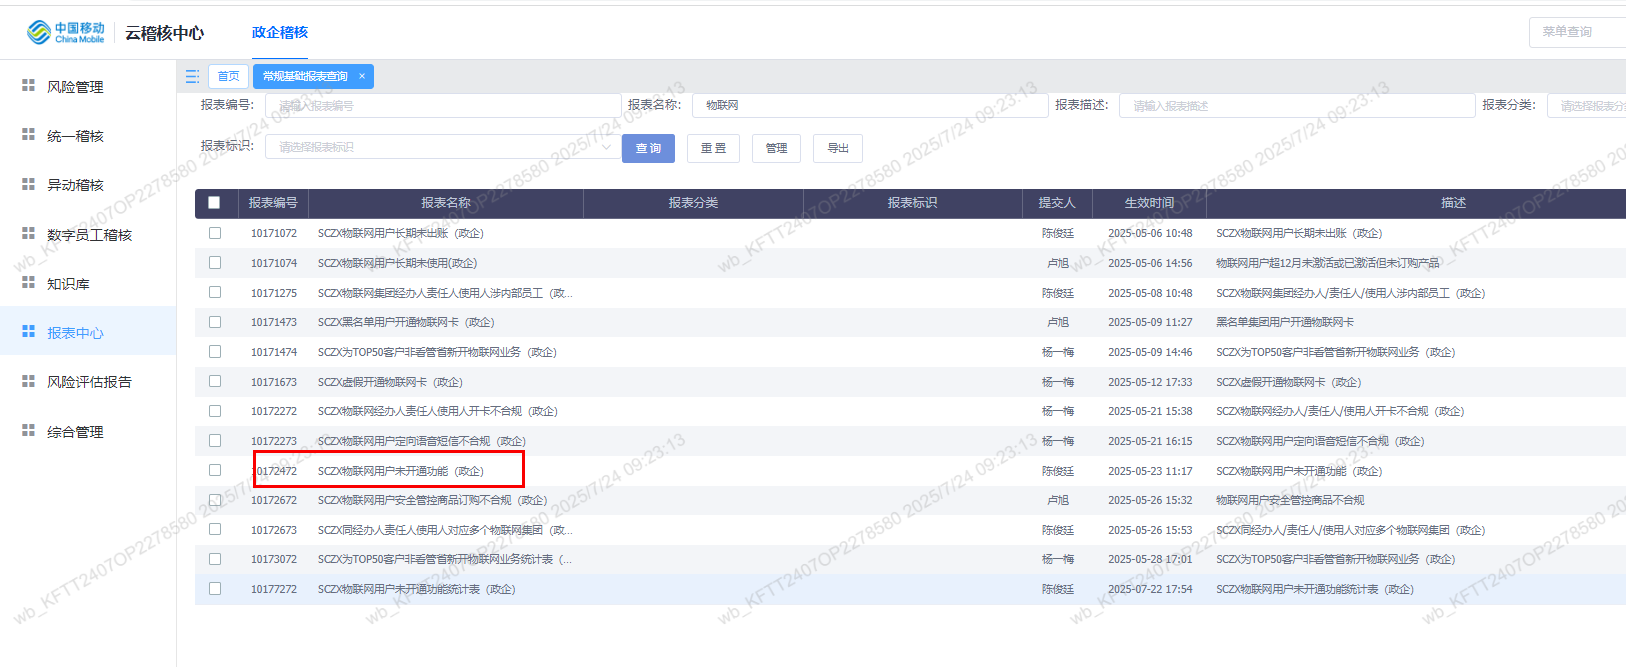 中国移动 China Mobile 云稽核中心 政企稽核 菜单查询
首页 常规基础报表查询 ×
风险管理
统一稽核
异动稽核
数字员工稽核
知识库
报表中心
风险评估报告
综合管理
报表编号: 请输入报表编号 报表名称: 物联网 报表描述: 请输入报表描述 报表分类: 请选择报表分
报表标识: 请选择报表标识 查 询 重 置 管理 导出
报表编号 报表名称 报表分类 报表标识 提交人 生效时间 描述
10171072 SCZX物联网用户长期未出账（政企） 陈俊廷 2025-05-06 10:48 SCZX物联网用户长期未出账（政企）
10171074 SCZX物联网用户长期未使用(政企) 卢旭 2025-05-06 14:56 物联网用户超12月未激活或已激活但未订购产品
10171275 SCZX物联网集团经办人责任人使用人涉内部员工（政... 陈俊廷 2025-05-08 10:48 SCZX物联网集团经办人/责任人/使用人涉内部员工（政企）
10171473 SCZX黑名单用户开通物联网卡（政企） 卢旭 2025-05-09 11:27 黑名单集团用户开通物联网卡
10171474 SCZX为TOP50客户非看管省新开物联网业务（政企） 杨一梅 2025-05-09 14:46 SCZX为TOP50客户非看管省新开物联网业务（政企）
10171673 SCZX虚假开通物联网卡（政企） 杨一梅 2025-05-12 17:33 SCZX虚假开通物联网卡（政企）
10172272 SCZX物联网经办人责任人使用人开卡不合规（政企） 杨一梅 2025-05-21 15:38 SCZX物联网经办人/责任人/使用人开卡不合规（政企）
10172273 SCZX物联网用户定向语音短信不合规（政企） 杨一梅 2025-05-21 16:15 SCZX物联网用户定向语音短信不合规（政企）
10172472 SCZX物联网用户未开通功能（政企） 陈俊廷 2025-05-23 11:17 SCZX物联网用户未开通功能（政企）
10172672 SCZX物联网用户安全管控商品订购不合规（政企） 卢旭 2025-05-26 15:32 物联网用户安全管控商品不合规
10172673 SCZX同经办人责任人使用人对应多个物联网集团（政... 陈俊廷 2025-05-26 15:53 SCZX同经办人/责任人/使用人对应多个物联网集团（政企）
10173072 SCZX为TOP50客户非看管省新开物联网业务统计表（... 杨一梅 2025-05-28 17:01 SCZX为TOP50客户非看管省新开物联网业务（政企）
10177272 SCZX物联网用户未开通功能统计表（政企） 陈俊廷 2025-07-22 17:54 SCZX物联网用户未开通功能统计表（政企）
wb_KFTT2407OP2278580 2025/7/24 09:23:13